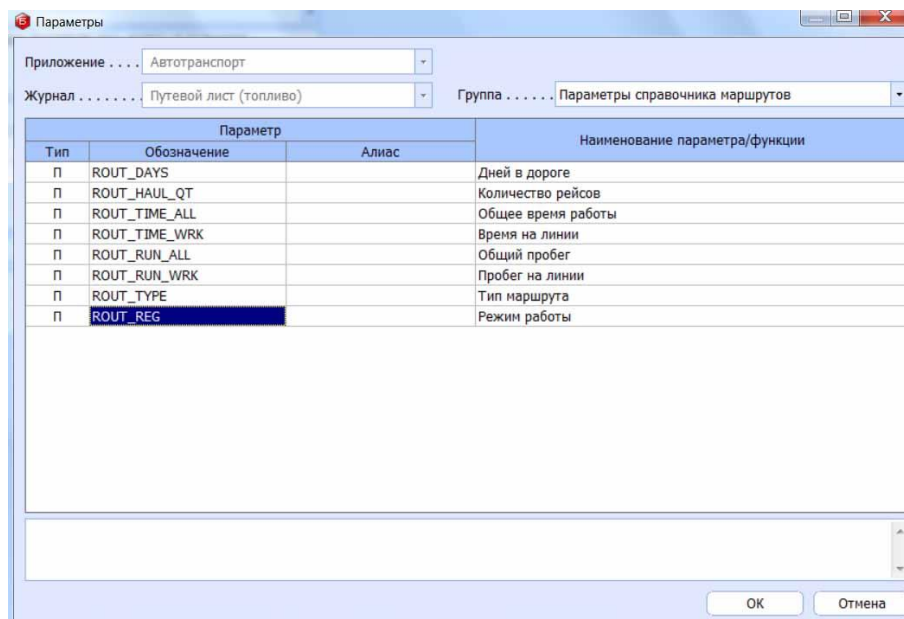 Параметры
Приложение . . . . Автотранспорт
Журнал . . . . . . . . Путевой лист (топливо) Группа . . . . . . Параметры справочника маршрутов
Параметр Наименование параметра/функции
Тип Обозначение Алиас
П ROUT_DAYS Дней в дороге
П ROUT_HAUL_QT Количество рейсов
П ROUT_TIME_ALL Общее время работы
П ROUT_TIME_WRK Время на линии
П ROUT_RUN_ALL Общий пробег
П ROUT_RUN_WRK Пробег на линии
П ROUT_TYPE Тип маршрута
П ROUT_REG Режим работы
ОК Отмена